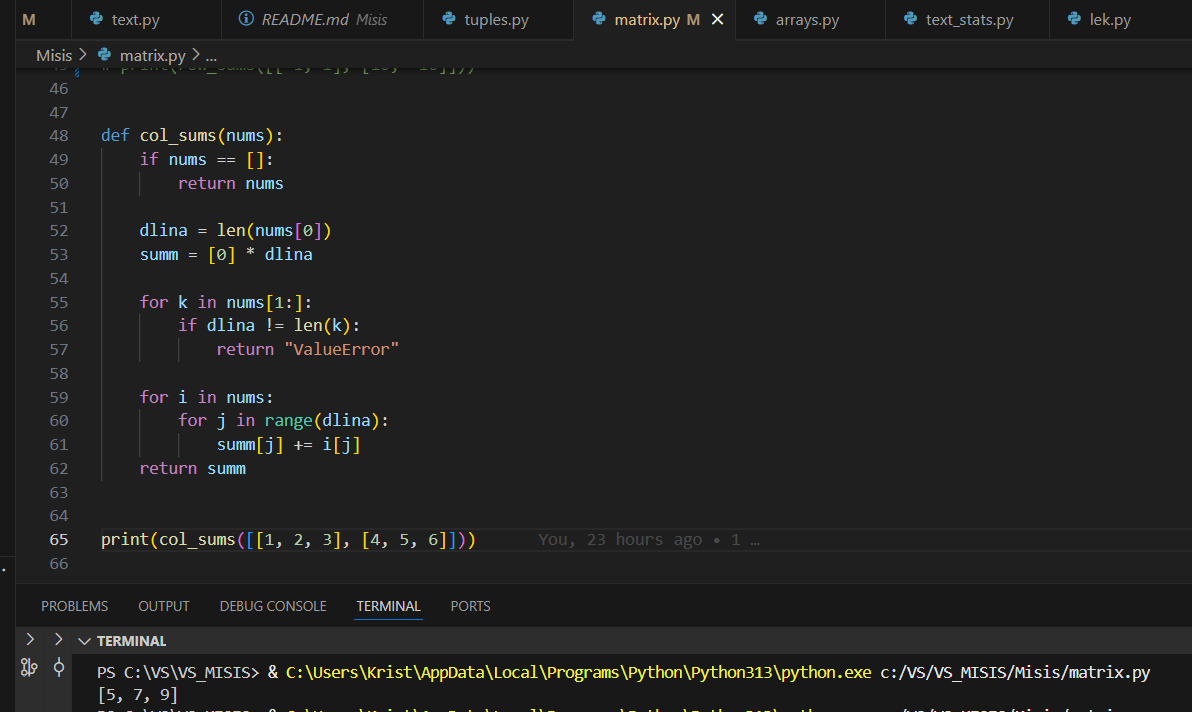 M text.py README.md Misis tuples.py matrix.py M arrays.py text_stats.py lek.py
Misis > matrix.py > ...
46
47
48 def col_sums(nums):
49 if nums == []:
50 return nums
51
52 dlina = len(nums[0])
53 summ = [0] * dlina
54
55 for k in nums[1:]:
56 if dlina != len(k):
57 return "ValueError"
58
59 for i in nums:
60 for j in range(dlina):
61 summ[j] += i[j]
62 return summ
63
64
65 print(col_sums([[1, 2, 3], [4, 5, 6]])) You, 23 hours ago • 1 …
66
PROBLEMS OUTPUT DEBUG CONSOLE TERMINAL PORTS
TERMINAL
PS C:\VS\VS_MISIS> & C:\Users\Krist\AppData\Local\Programs\Python\Python313\python.exe c:/VS/VS_MISIS/Misis/matrix.py
[5, 7, 9]